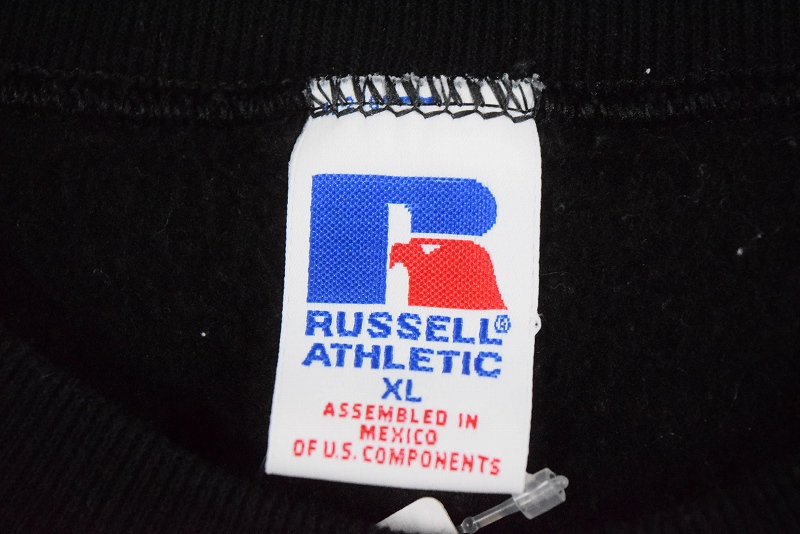 RUSSELL®
ATHLETIC
XL
ASSEMBLED IN
MEXICO
OF U.S. COMPONENTS